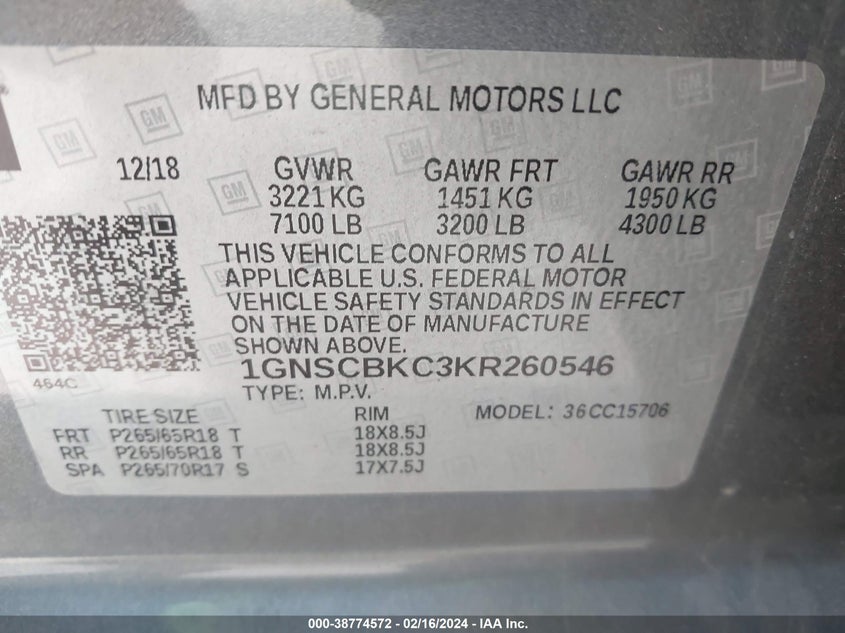 MFD BY GENERAL MOTORS LLC
12/18 GVWR GAWR FRT GAWR RR
3221 KG 1451 KG 1950 KG
7100 LB 3200 LB 4300 LB
THIS VEHICLE CONFORMS TO ALL
APPLICABLE U.S. FEDERAL MOTOR
VEHICLE SAFETY STANDARDS IN EFFECT
ON THE DATE OF MANUFACTURE
SHOWN ABOVE.
1GNSCBKC3KR260546
464C
TYPE: M.P.V.
TIRE SIZE RIM MODEL: 36CC15706
FRT P265/65R18 T 18X8.5J
RR P265/65R18 T 18X8.5J
SPA P265/70R17 S 17X7.5J
000-38774572 - 02/16/2024 - IAA Inc.